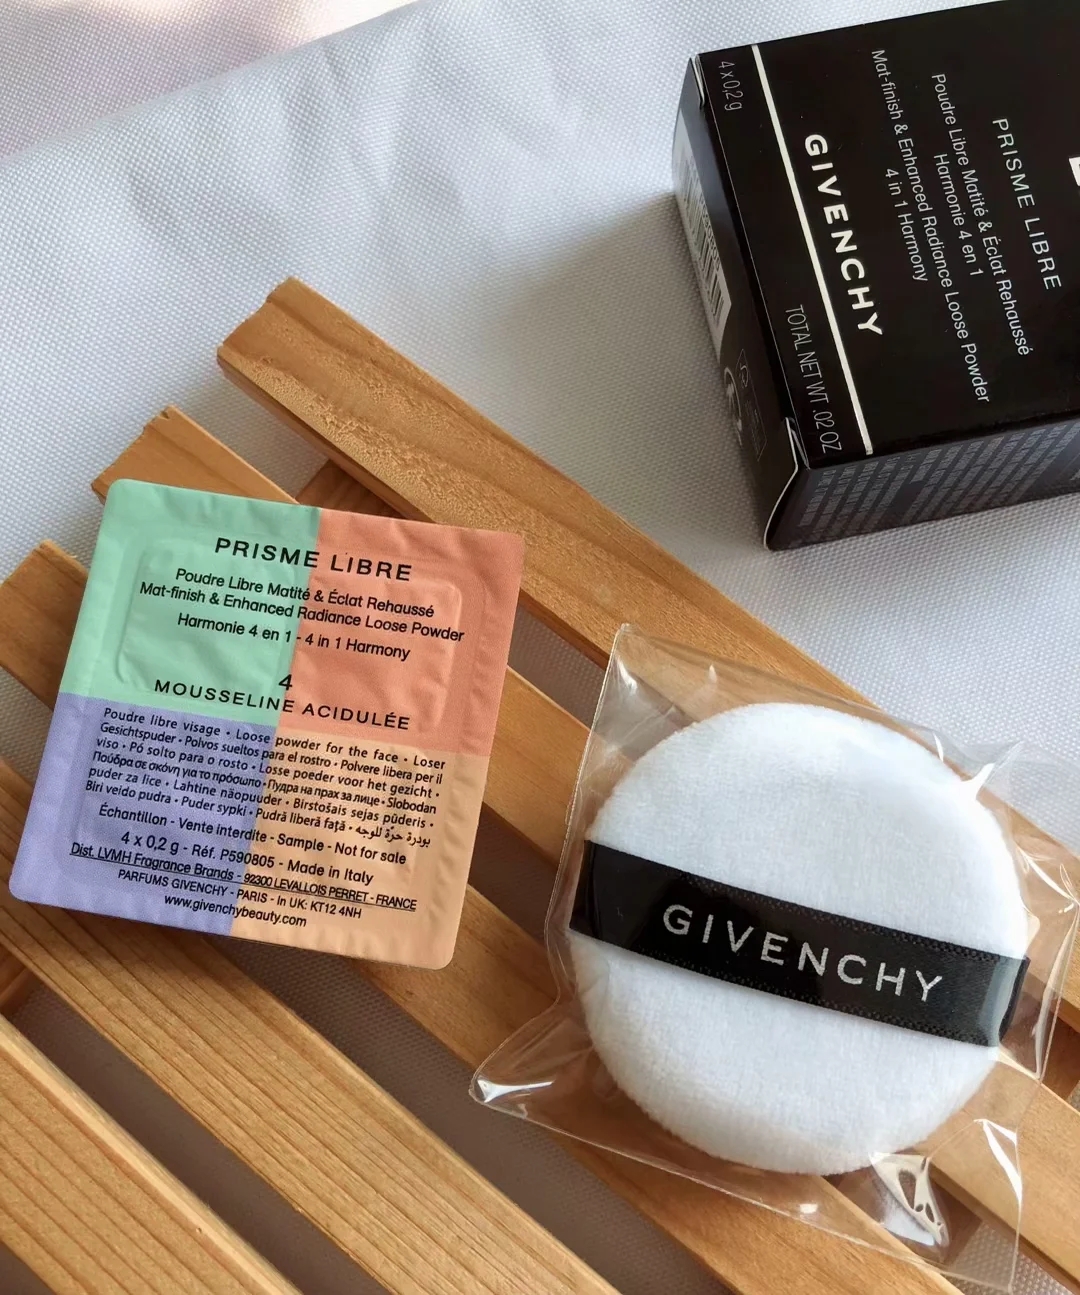 4 x 0,2 g
GIVENCHY
TOTAL NET WT. .02 OZ
PRISME LIBRE
Poudre Libre Matité & Éclat Rehaussé
Harmonie 4 en 1
Mat-finish & Enhanced Radiance Loose Powder
4 in 1 Harmony
PRISME LIBRE
Poudre Libre Matité & Éclat Rehaussé
Mat-finish & Enhanced Radiance Loose Powder
Harmonie 4 en 1 - 4 in 1 Harmony
4
MOUSSELINE ACIDULÉE
Poudre libre visage • Loose powder for the face • Loser
Gesichtspuder • Polvos sueltos para el rostro • Polvere libera per il
viso • Pó solto para o rosto • Losse poeder voor het gezicht •
Πούδρα σε σκόνη για το πρόσωπο • Пудра на прах за лице • Slobodan
puder za lice • Lahtine näopuuder • Birstošais sejas pūderis •
Biri veido pudra • Puder sypki • Pudră liberă față • بودرة حرّة للوجه
Échantillon - Vente interdite - Sample - Not for sale
4 x 0,2 g - Réf. P590805 - Made in Italy
Dist. LVMH Fragrance Brands - 92300 LEVALLOIS PERRET - FRANCE
PARFUMS GIVENCHY - PARIS - In UK: KT12 4NH
www.givenchybeauty.com
GIVENCHY